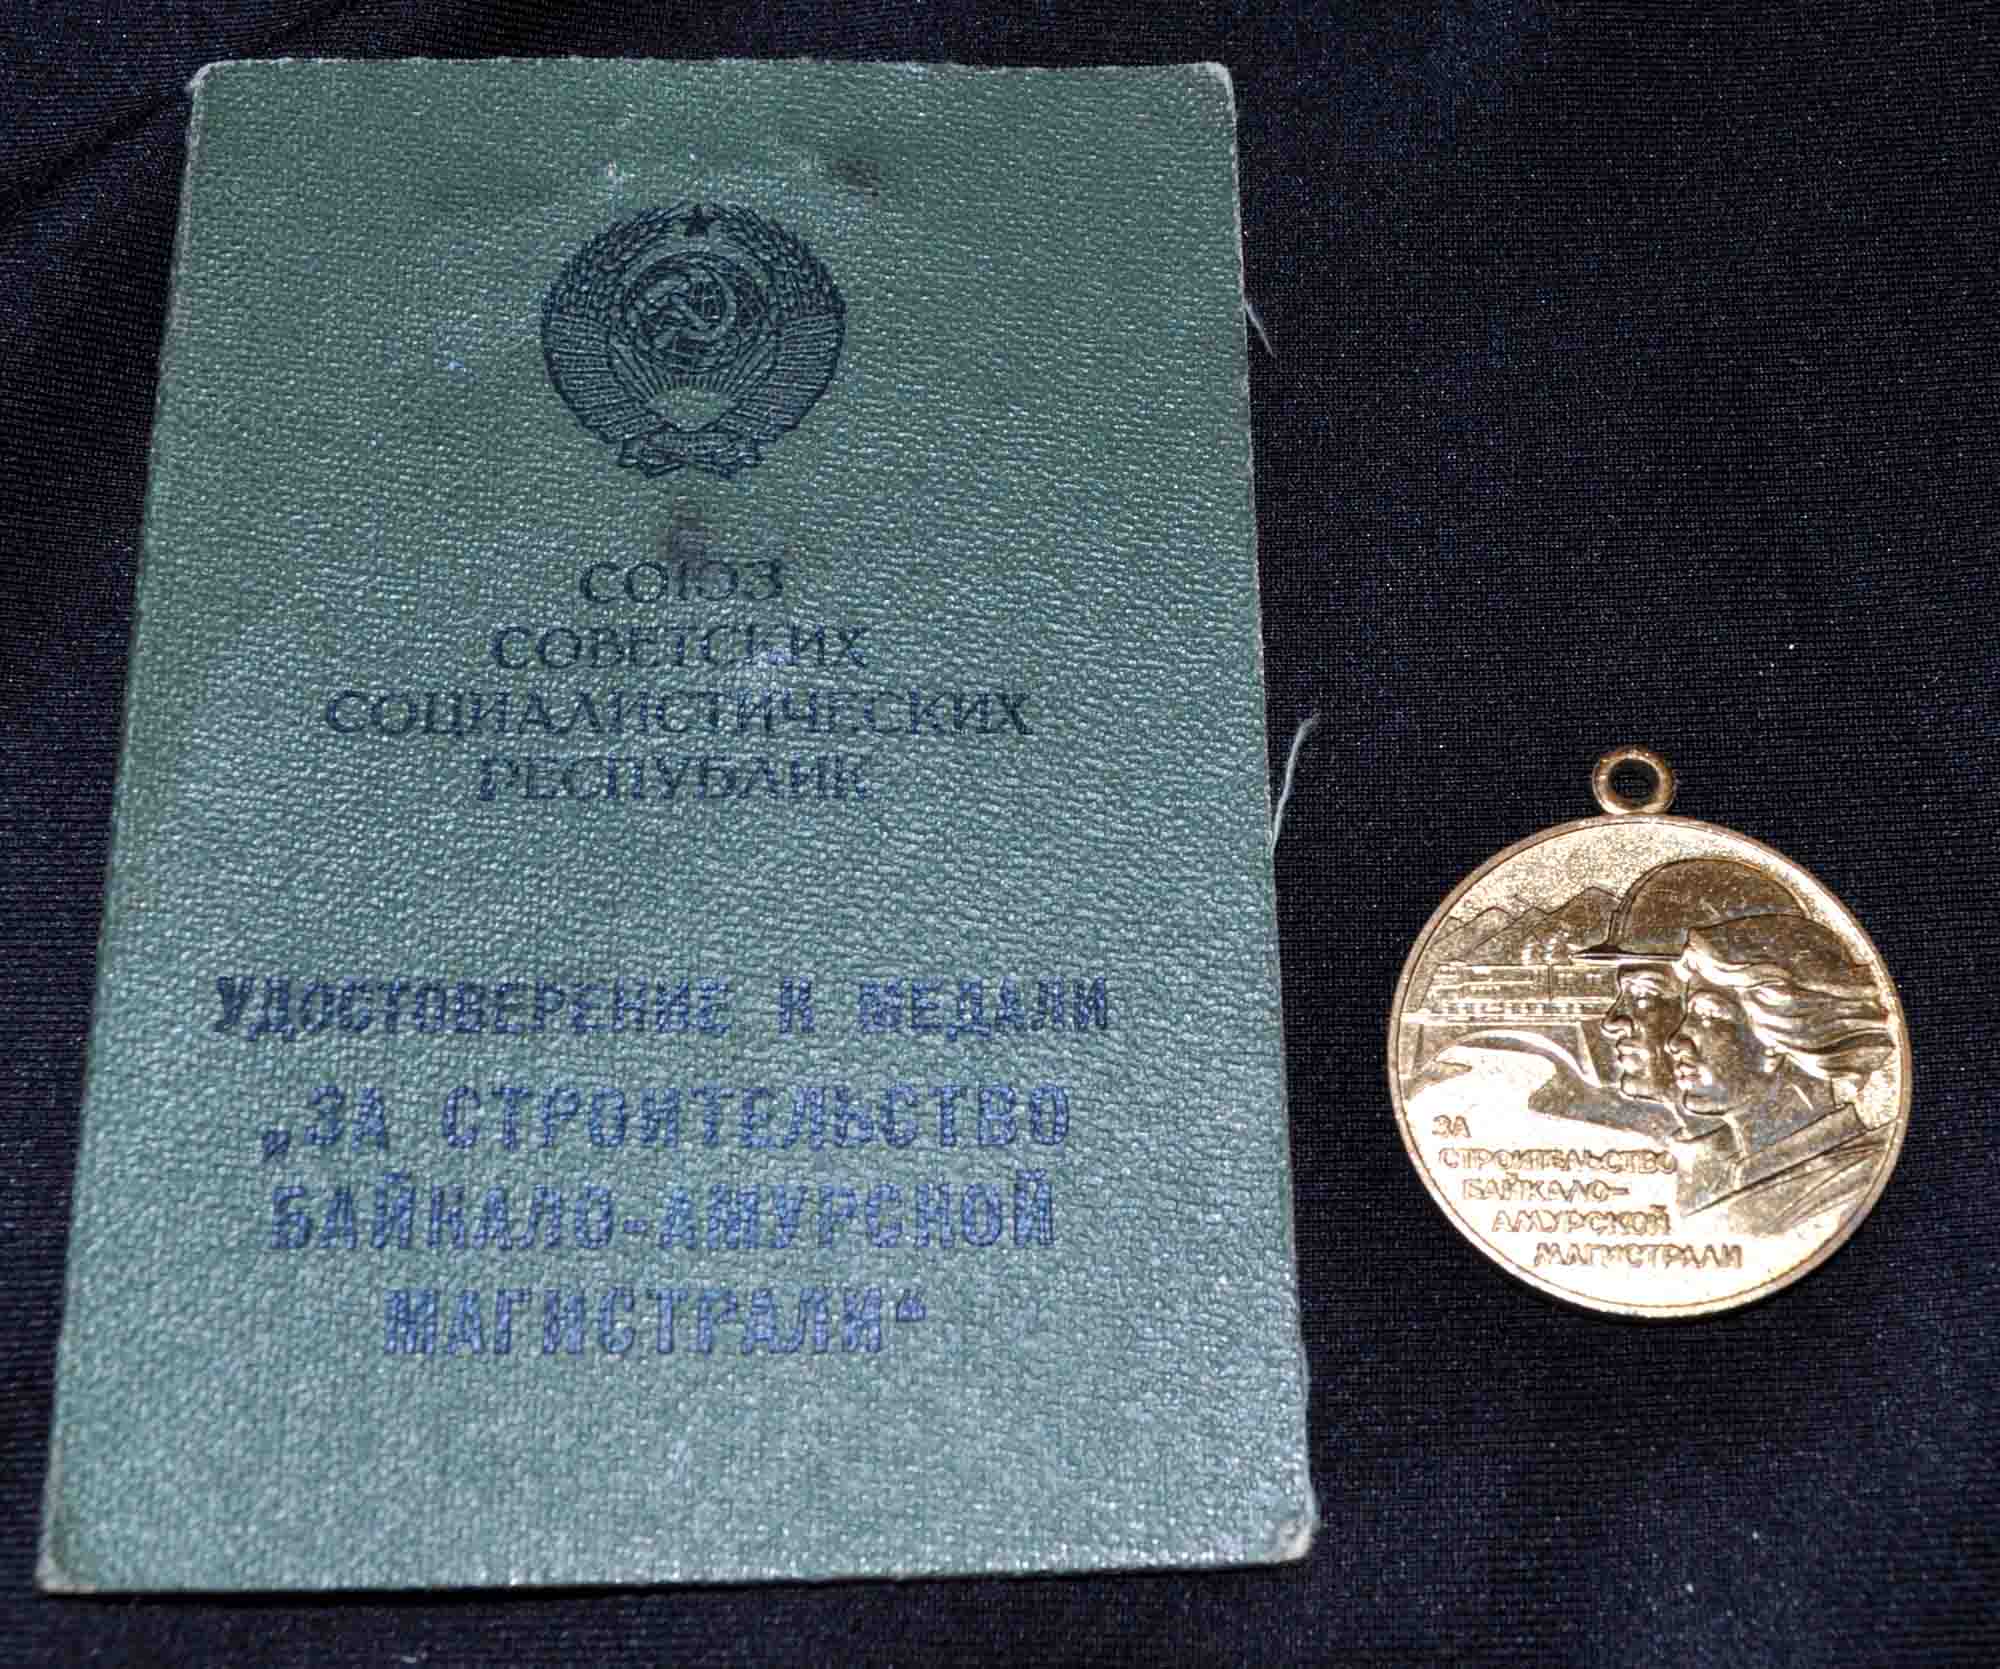 СОЮЗ
СОВЕТСКИХ
СОЦИАЛИСТИЧЕСКИХ
РЕСПУБЛИК
УДОСТОВЕРЕНИЕ К МЕДАЛИ
„ЗА СТРОИТЕЛЬСТВО
БАЙКАЛО-АМУРСКОЙ
МАГИСТРАЛИ“
ЗА
СТРОИТЕЛЬСТВО
БАЙКАЛО-
АМУРСКОЙ
МАГИСТРАЛИ